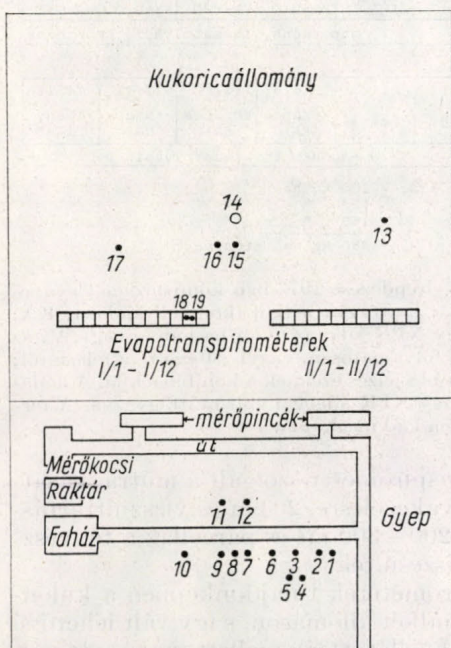 Kukoricaállomány
14
13
17
16 15
18 19
Evapotranspirométerek
I/1 - I/12
II/1 - II/12
mérőpincék
út
Mérőkocsi
Raktár
11 12
Faház
Gyep
10 9 8 7 6 3 2 1
5 4